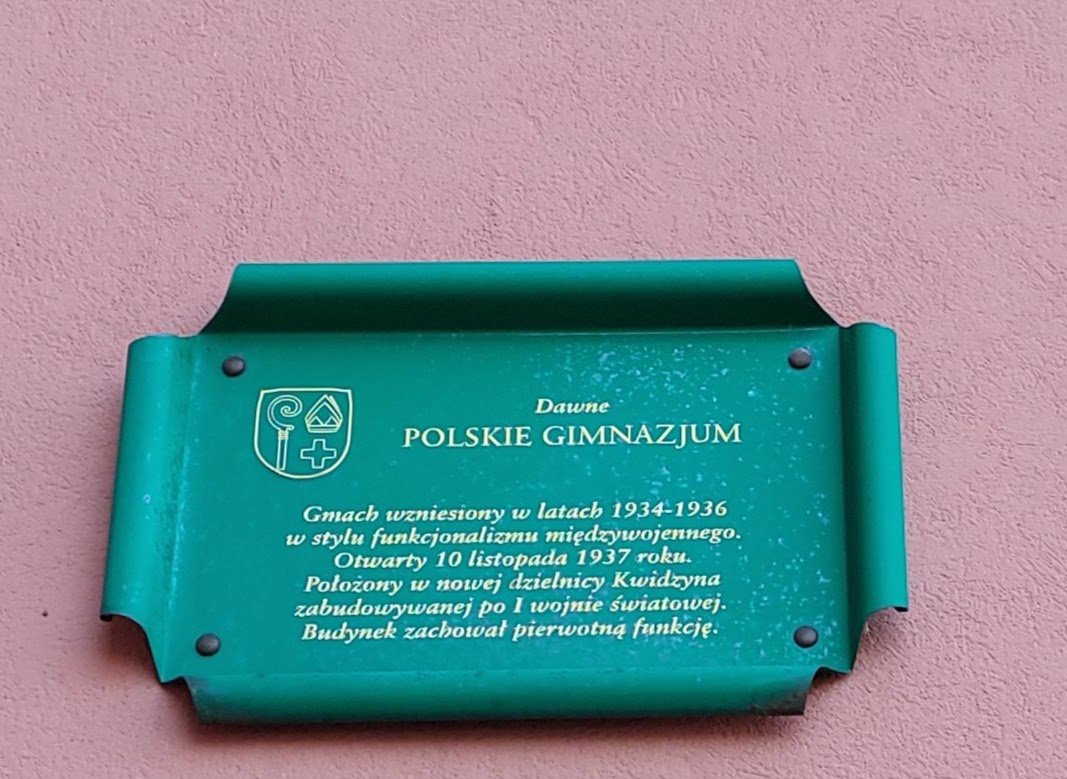 Dawne
POLSKIE GIMNAZJUM
Gmach wzniesiony w latach 1934-1936
w stylu funkcjonalizmu międzywojennego.
Otwarty 10 listopada 1937 roku.
Położony w nowej dzielnicy Kwidzyna
zabudowywanej po I wojnie światowej.
Budynek zachował pierwotną funkcję.